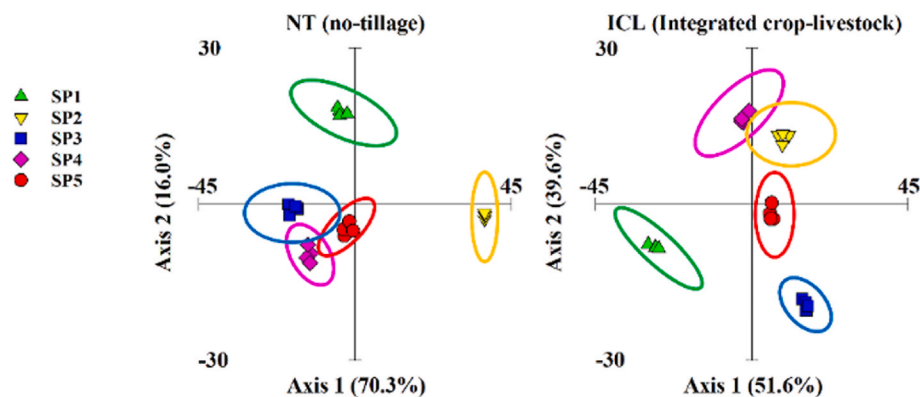 NT (no-tillage)
ICL (Integrated crop-livestock)
30
30
SP1
SP2
SP3
SP4
SP5
-45
45
-45
45
Axis 2 (16.0%)
Axis 2 (39.6%)
-30
-30
Axis 1 (70.3%)
Axis 1 (51.6%)